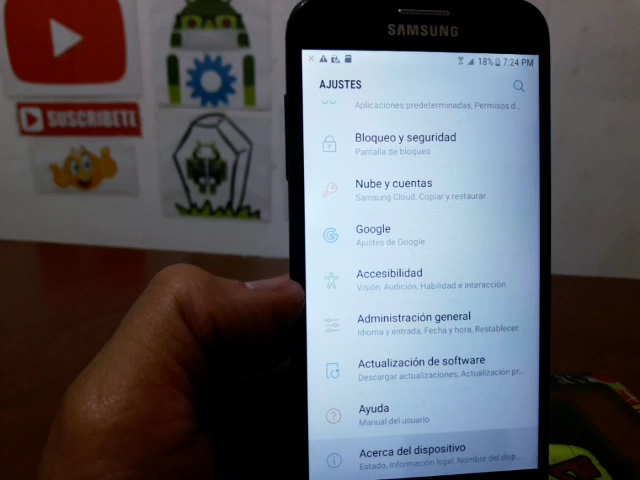 SUSCRIBETE
SAMSUNG
18% 7:24 PM
AJUSTES
Aplicaciones predeterminadas, Permisos d...
Bloqueo y seguridad
Pantalla de bloqueo
Nube y cuentas
Samsung Cloud, Copiar y restaurar
Google
Ajustes de Google
Accesibilidad
Visión, Audición, Habilidad e interacción
Administración general
Idioma y entrada, Fecha y hora, Restablecer
Actualización de software
Descargar actualizaciones, Actualización pr...
Ayuda
Manual del usuario
Acerca del dispositivo
Estado, Información legal, Nombre del disp...